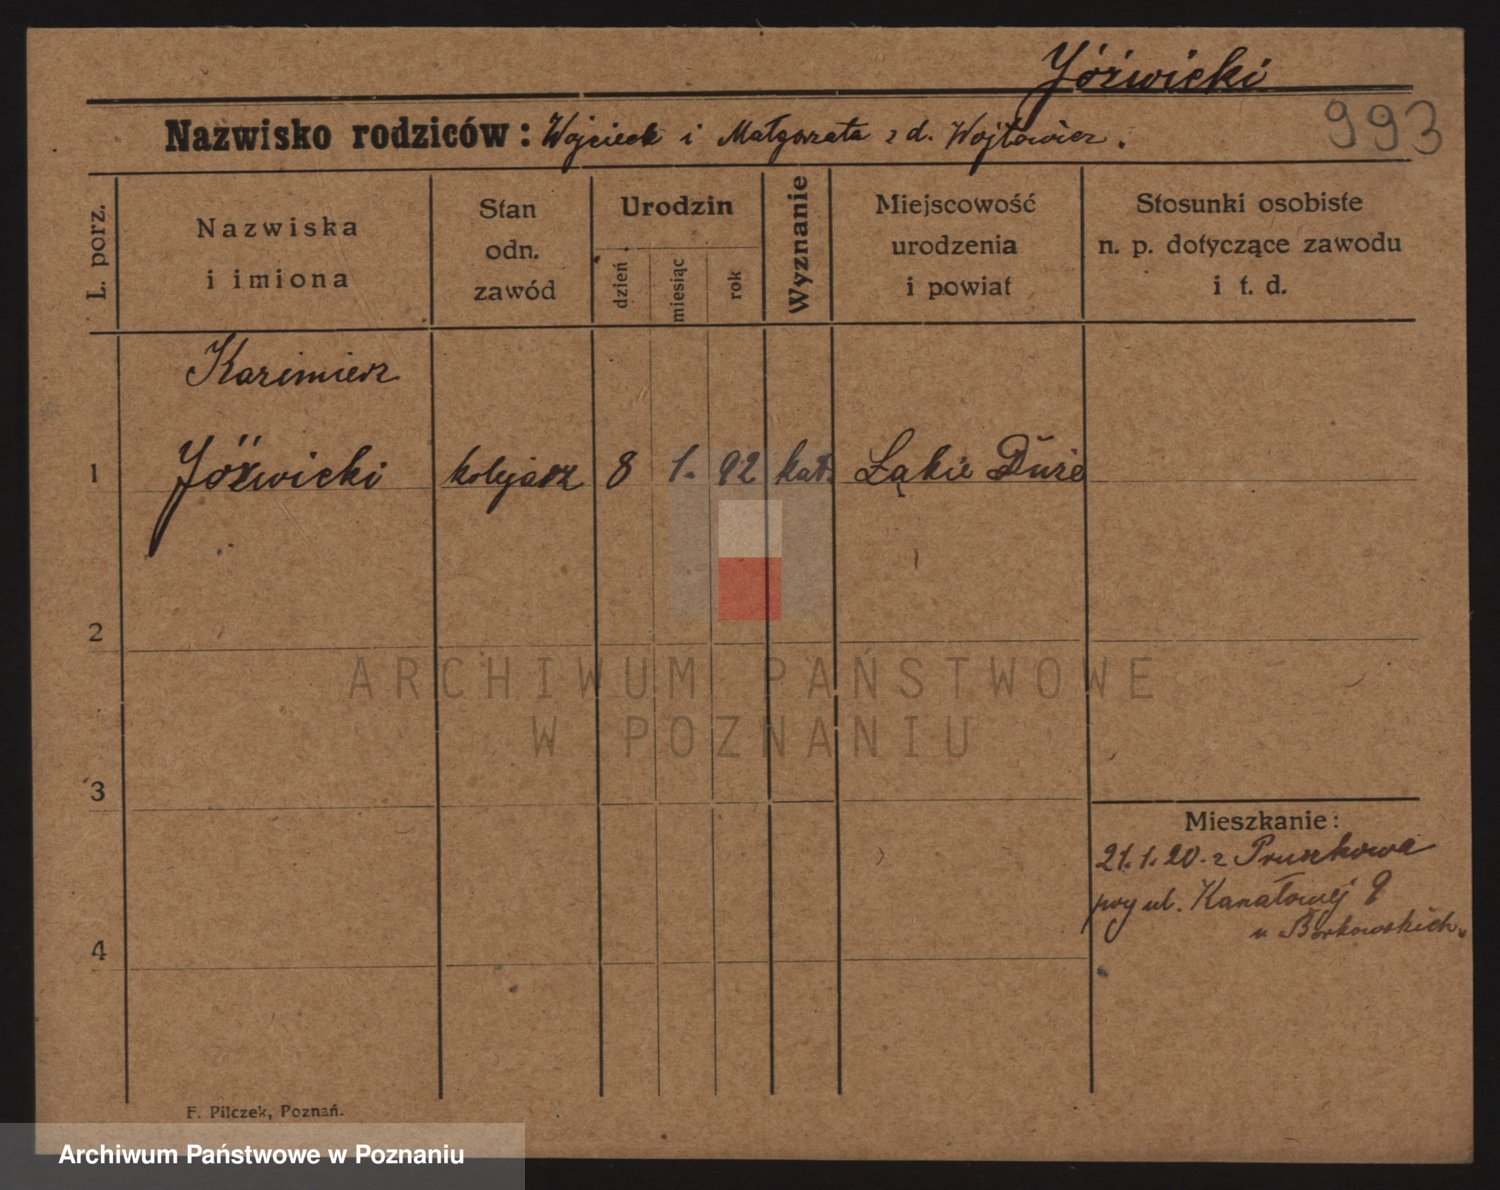 Jóźwicki
993
Nazwisko rodziców: Wojciech i Małgorzata z d. Wojtowicz.
L. porz.
Nazwiska i imiona
Stan odn. zawód
Urodzin
dzień
miesiąc
rok
Wyznanie
Miejscowość urodzenia i powiat
Stosunki osobiste n. p. dotyczące zawodu i t. d.
Kazimierz
1 Jóźwicki kolejarz 8 1. 92 kat. Łąkie Duże
2
ARCHIWUM PAŃSTWOWE
W POZNANIU
3
Mieszkanie:
21.1.20. z Pruszkowa
przy ul. Kanałowej 9
u Borkowskich.
4
F. Pilczek, Poznań.
Archiwum Państwowe w Poznaniu